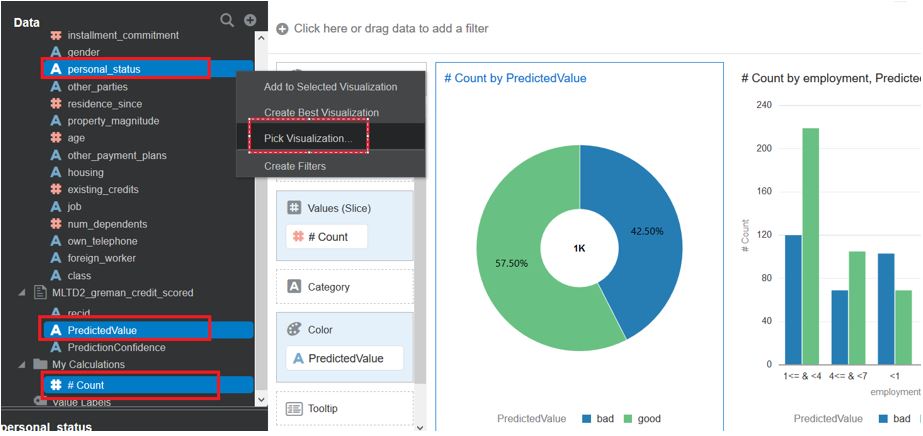 Data
installment_commitment
gender
personal_status
other_parties
residence_since
property_magnitude
age
other_payment_plans
housing
existing_credits
job
num_dependents
own_telephone
foreign_worker
class
MLTD2_greman_credit_scored
recid
PredictedValue
PredictionConfidence
My Calculations
# Count
Value Labels
personal_status
Click here or drag data to add a filter
Add to Selected Visualization
Create Best Visualization
Pick Visualization...
Create Filters
Values (Slice)
# Count
Category
Color
PredictedValue
Tooltip
# Count by PredictedValue
42.50%
1K
57.50%
PredictedValue bad good
# Count by employment, Predicte
240
200
160
120
80
40
0
# Count
1<= & <4 4<= & <7 <1
employment
PredictedValue bad